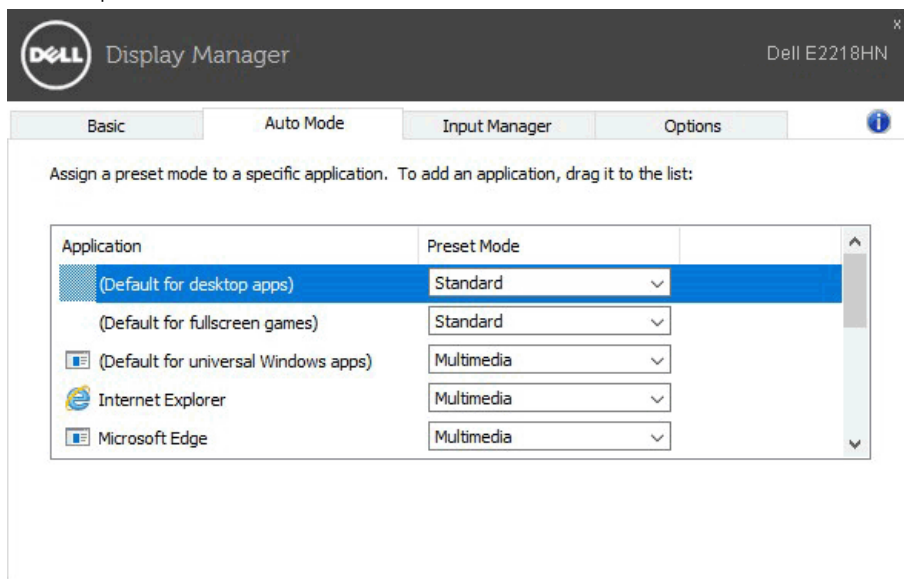 x
DELL Display Manager Dell E2218HN
Basic Auto Mode Input Manager Options i
Assign a preset mode to a specific application. To add an application, drag it to the list:
Application Preset Mode
(Default for desktop apps) Standard
(Default for fullscreen games) Standard
(Default for universal Windows apps) Multimedia
Internet Explorer Multimedia
Microsoft Edge Multimedia